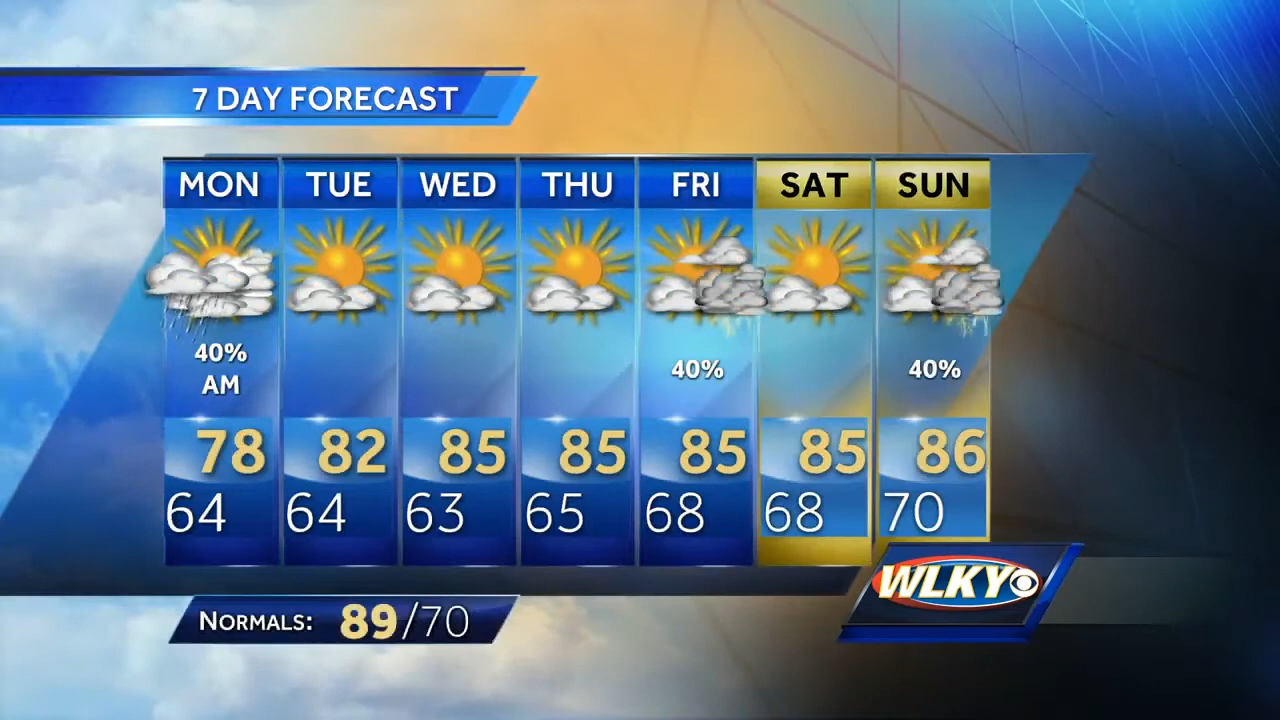 7 DAY FORECAST
MON TUE WED THU FRI SAT SUN
40% AM 40% 40%
78 82 85 85 85 85 86
64 64 63 65 68 68 70
NORMALS: 89/70
WLKY